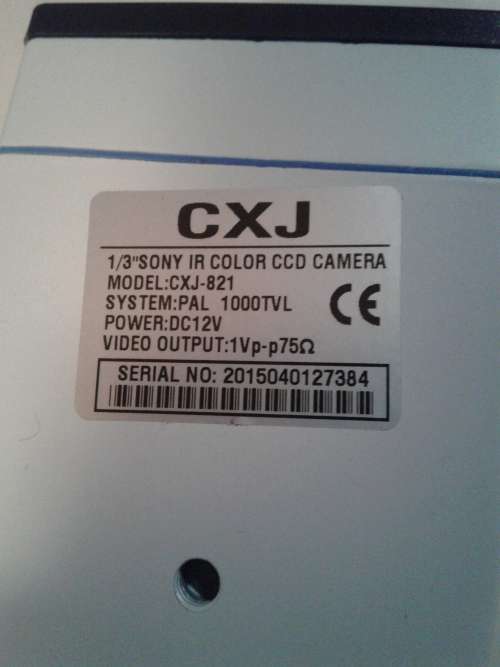 CXJ
1/3"SONY IR COLOR CCD CAMERA
MODEL:CXJ-821
SYSTEM:PAL 1000TVL
POWER:DC12V
VIDEO OUTPUT:1Vp-p75Ω
CE
SERIAL NO: 2015040127384